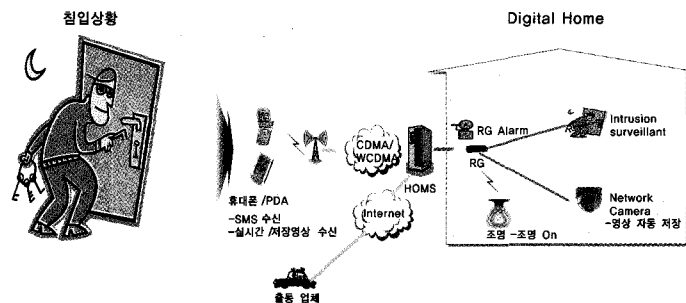 침입상황
Digital Home
CDMA/
WCDMA
HOMS
RG Alarm
RG
Intrusion
surveillant
휴대폰 /PDA
-SMS 수신
-실시간 /저장영상 수신
Internet
조명 -조명 On
Network
Camera
-영상 자동 저장
출동 업체